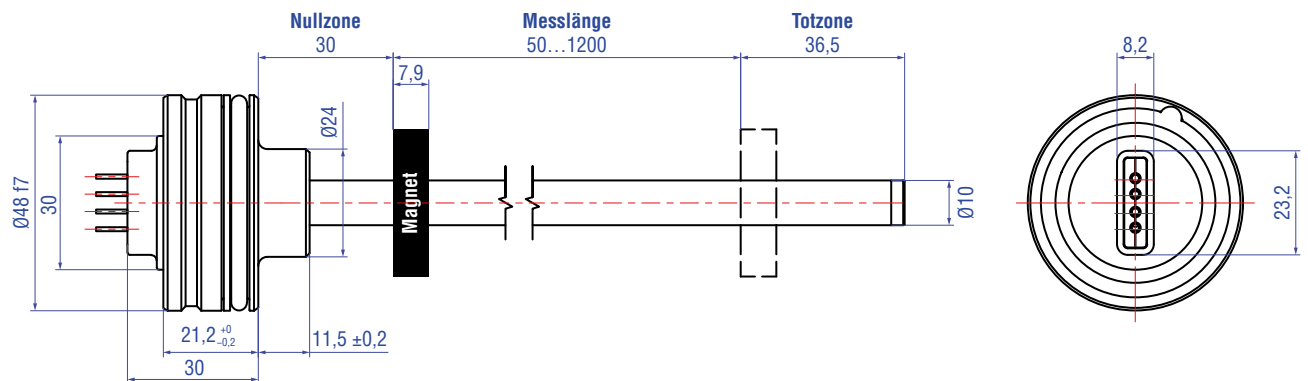 Nullzone
30
Messlänge
50…1200
Totzone
36,5
8,2
7,9
Ø24
Ø48 f7
30
Magnet
Ø10
23,2
21,2 +0 -0,2
11,5 ±0,2
30